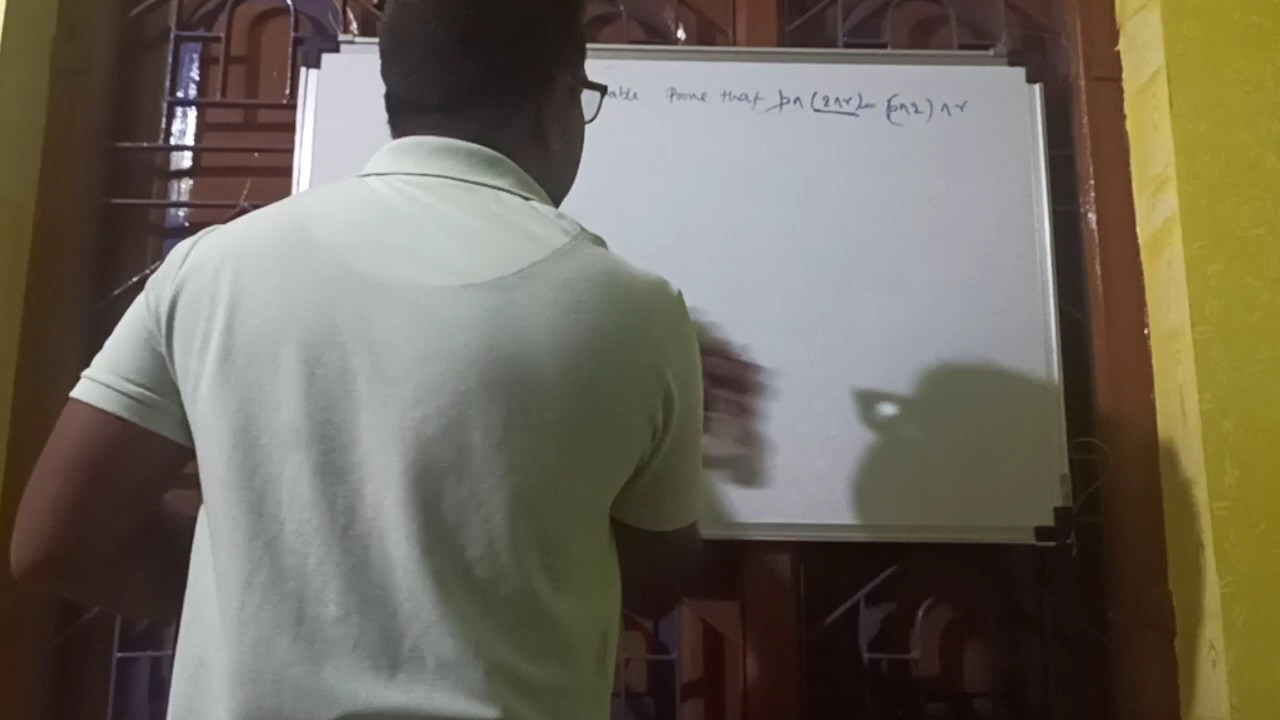 able Prove that p∧(q∧r)=(p∧q)∧r